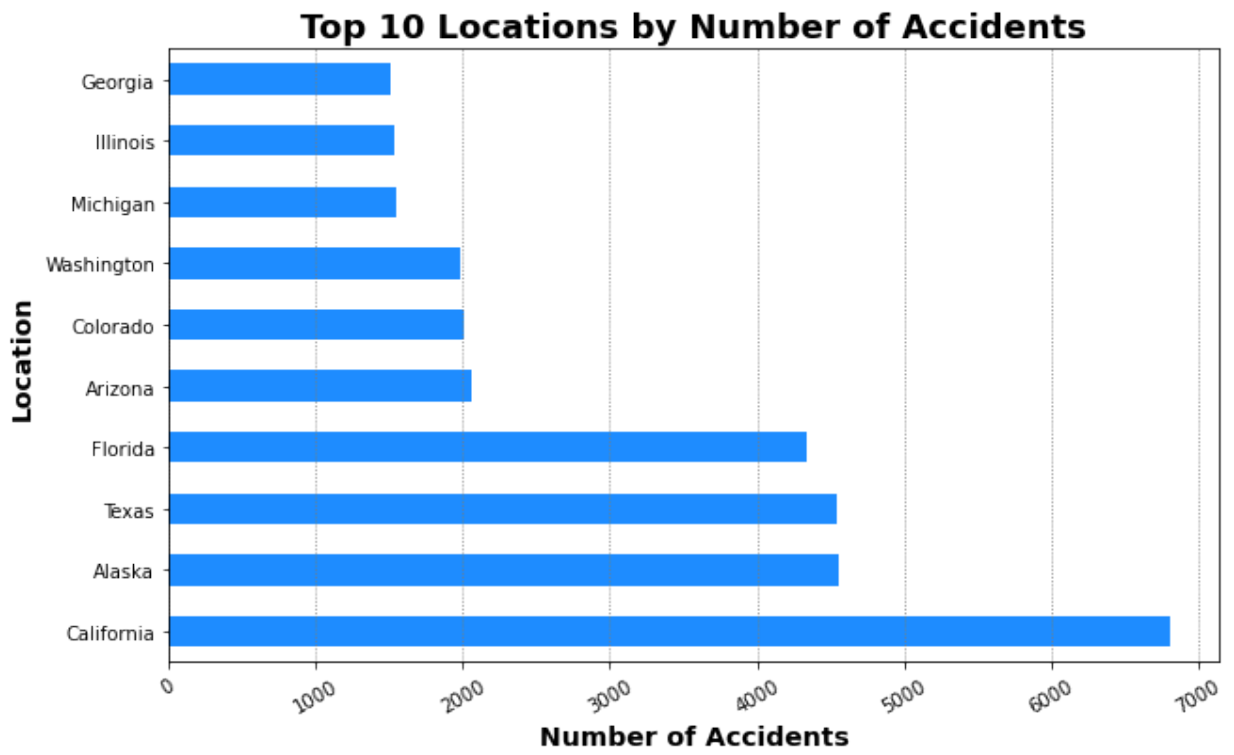 Top 10 Locations by Number of Accidents
Georgia
Illinois
Michigan
Washington
Colorado
Arizona
Florida
Texas
Alaska
California
Location
0 1000 2000 3000 4000 5000 6000 7000
Number of Accidents